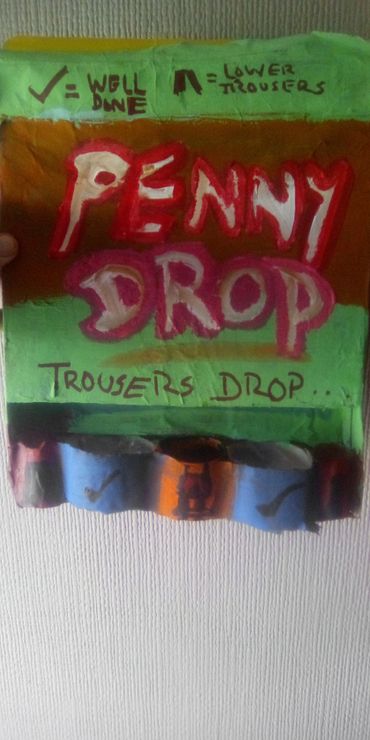 ✓ = WELL DONE
= LOWER TROUSERS
PENNY
DROP
TROUSERS DROP...